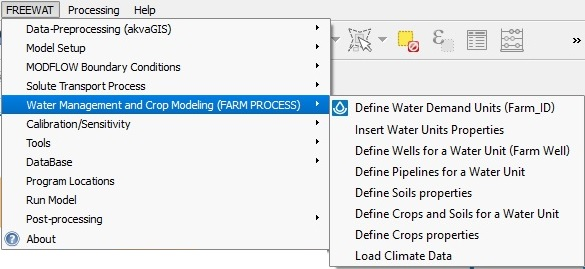 FREEWAT Processing Help
Data-Preprocessing (akvaGIS)
Model Setup
MODFLOW Boundary Conditions
Solute Transport Process
Water Management and Crop Modeling (FARM PROCESS)
Calibration/Sensitivity
Tools
DataBase
Program Locations
Run Model
Post-processing
About
Define Water Demand Units (Farm_ID)
Insert Water Units Properties
Define Wells for a Water Unit (Farm Well)
Define Pipelines for a Water Unit
Define Soils properties
Define Crops and Soils for a Water Unit
Define Crops properties
Load Climate Data